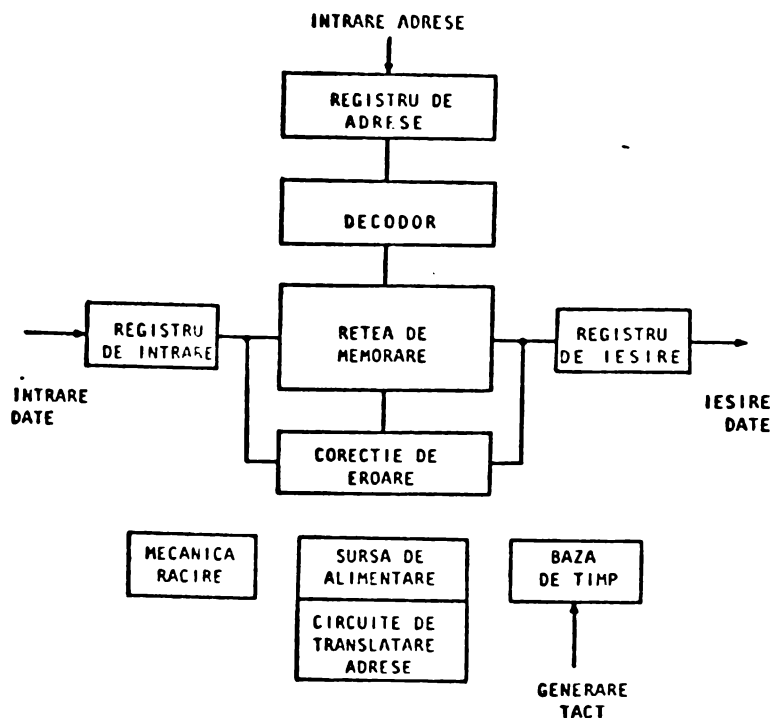 INTRARE ADRESE
REGISTRU DE
ADRESE
DECODOR
REGISTRU
DE INTRARE
RETEA DE
MEMORARE
REGISTRU
DE IESIRE
INTRARE
DATE
IESIRE
DATE
CORECTIE DE
EROARE
MECANICA
RACIRE
SURSA DE
ALIMENTARE
BAZA
DE TIMP
CIRCUITE DE
TRANSLATARE
ADRESE
GENERARE
TACT